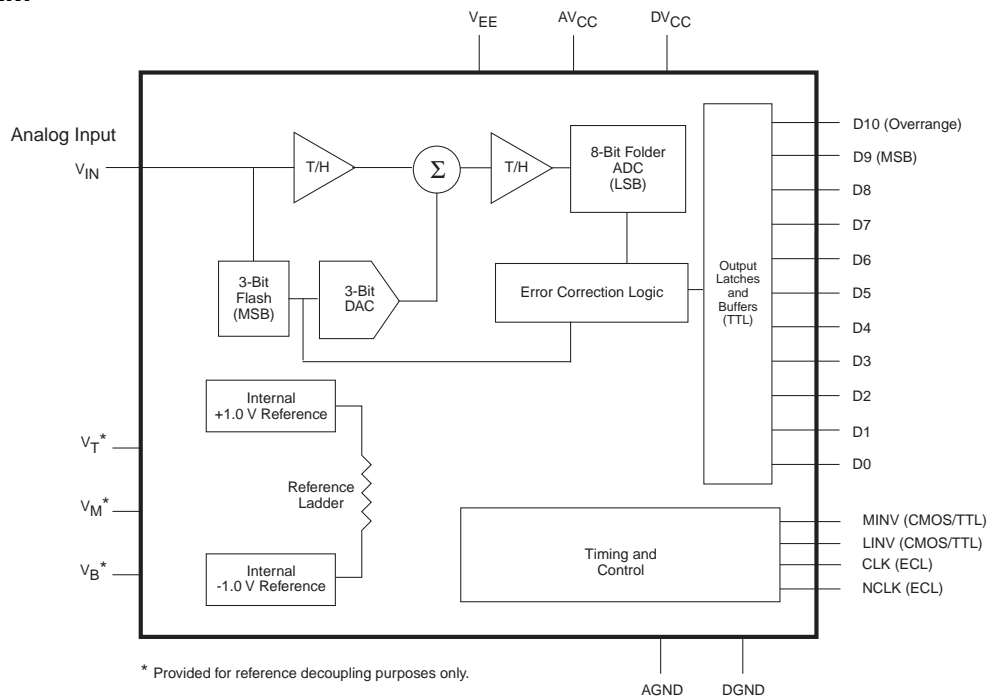 VEE
AVCC
DVCC
Analog Input
VIN
T/H
Σ
T/H
8-Bit Folder
ADC
(LSB)
3-Bit
Flash
(MSB)
3-Bit
DAC
Error Correction Logic
Output
Latches
and
Buffers
(TTL)
D10 (Overrange)
D9 (MSB)
D8
D7
D6
D5
D4
D3
D2
D1
D0
Internal
+1.0 V Reference
Reference
Ladder
Internal
-1.0 V Reference
VT*
VM*
VB*
Timing and
Control
MINV (CMOS/TTL)
LINV (CMOS/TTL)
CLK (ECL)
NCLK (ECL)
* Provided for reference decoupling purposes only.
AGND
DGND